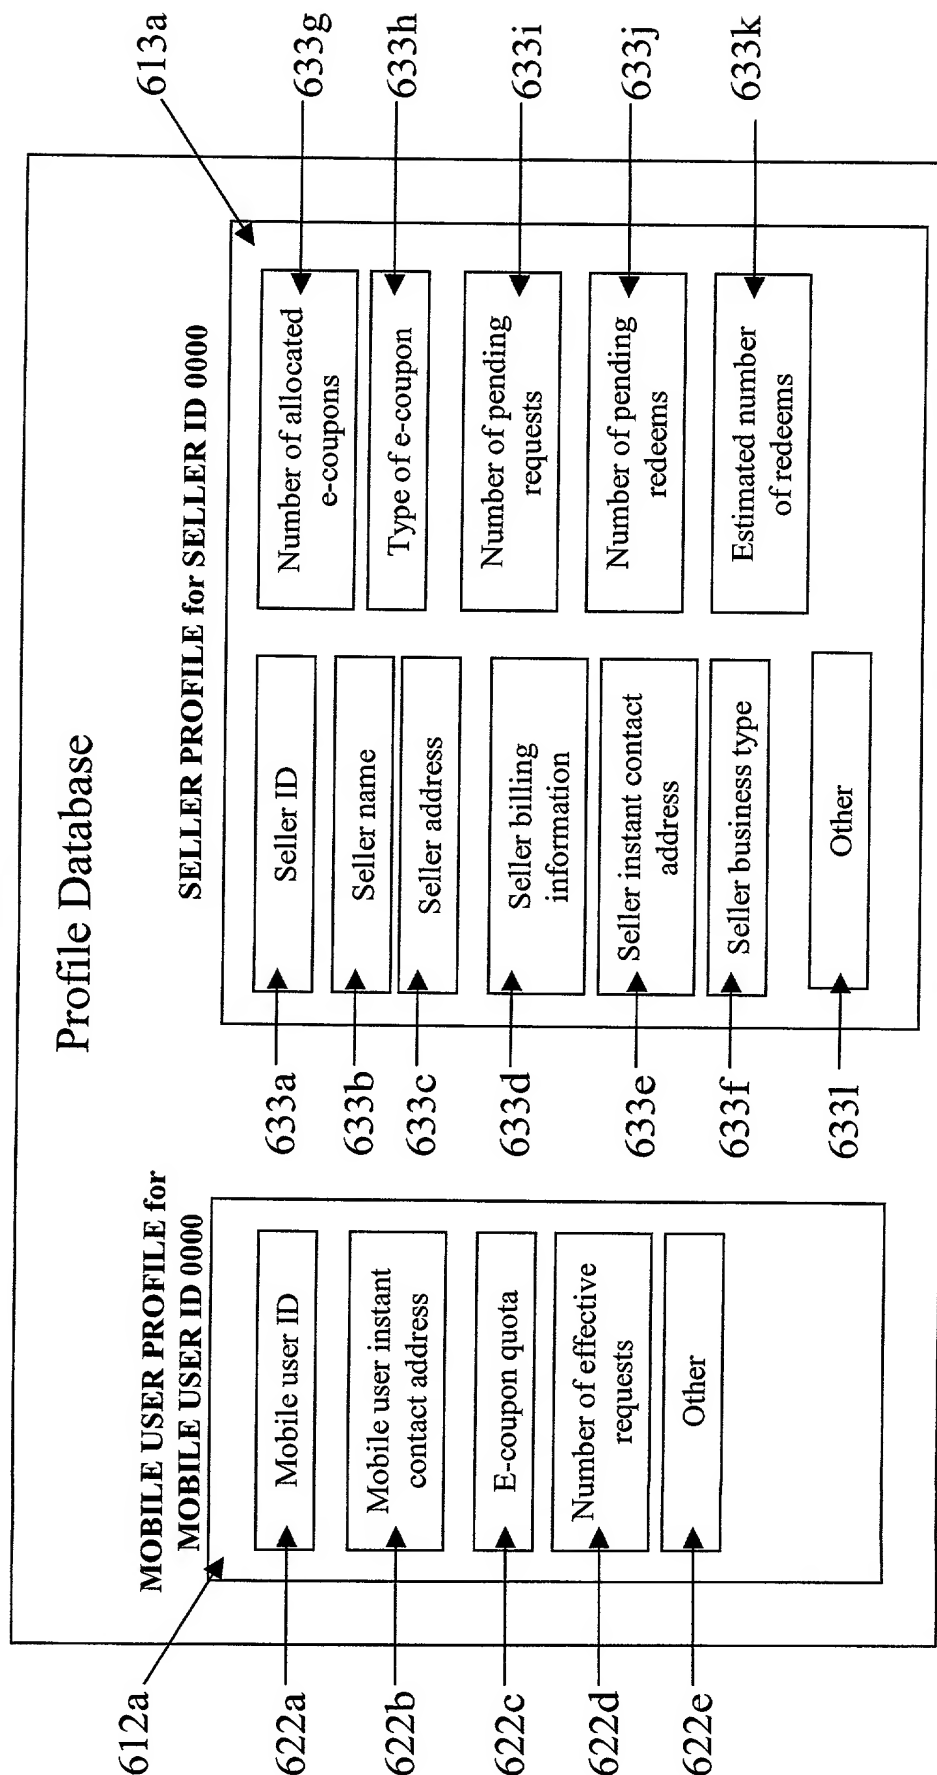 Profile Database
MOBILE USER PROFILE for
MOBILE USER ID 0000
612a
622a
Mobile user ID
622b
Mobile user instant
contact address
622c
E-coupon quota
622d
Number of effective
requests
622e
Other
SELLER PROFILE for SELLER ID 0000
613a
633a
Seller ID
633b
Seller name
633c
Seller address
633d
Seller billing
information
633e
Seller instant contact
address
633f
Seller business type
633l
Other
Number of allocated
e-coupons
633g
Type of e-coupon
633h
Number of pending
requests
633i
Number of pending
redeems
633j
Estimated number
of redeems
633k